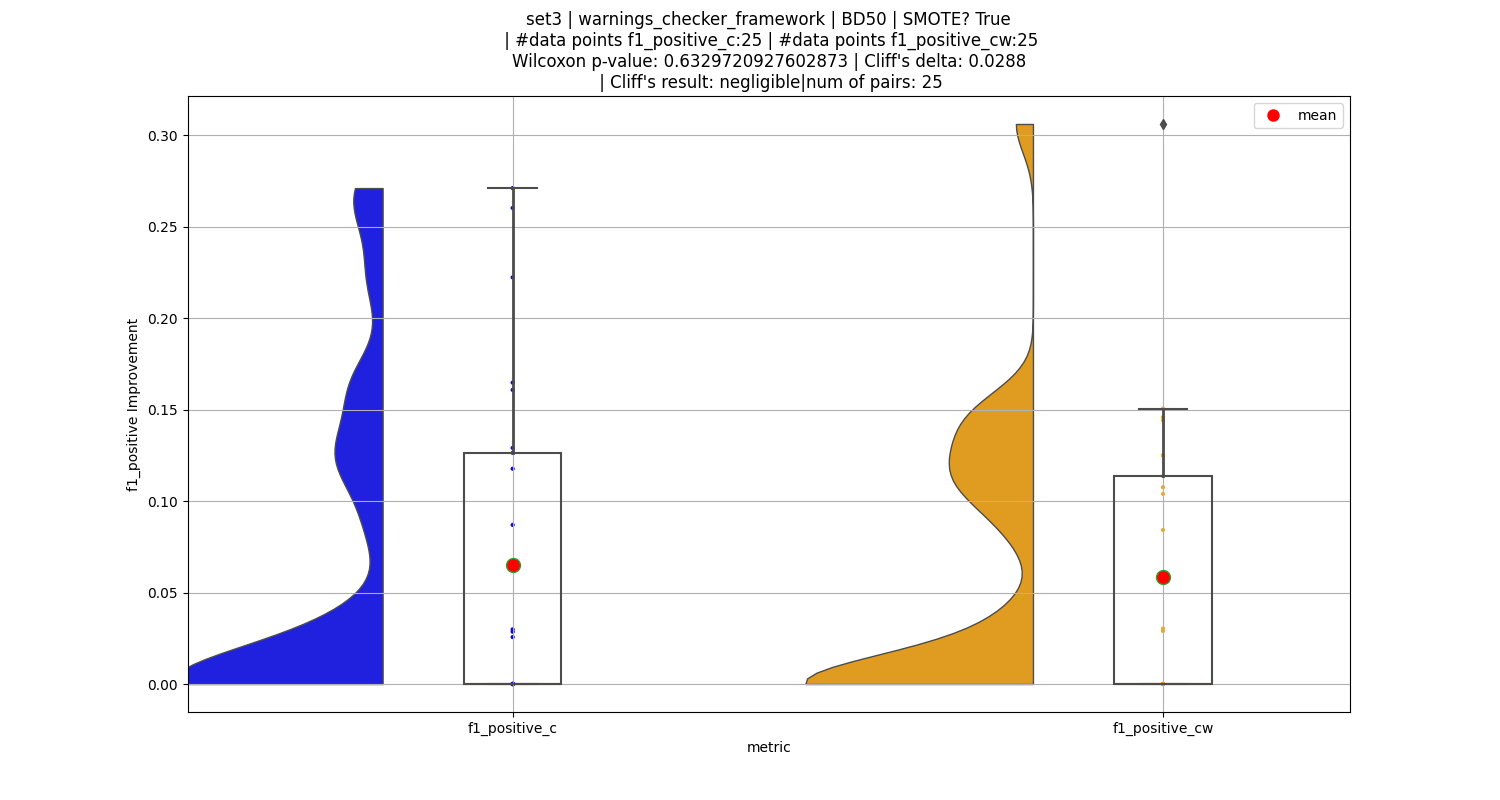 set3 | warnings_checker_framework | BD50 | SMOTE? True
| #data points f1_positive_c:25 | #data points f1_positive_cw:25
Wilcoxon p-value: 0.6329720927602873 | Cliff's delta: 0.0288
| Cliff's result: negligible|num of pairs: 25
mean
0.30
0.25
0.20
0.15
0.10
0.05
0.00
f1_positive Improvement
f1_positive_c
f1_positive_cw
metric